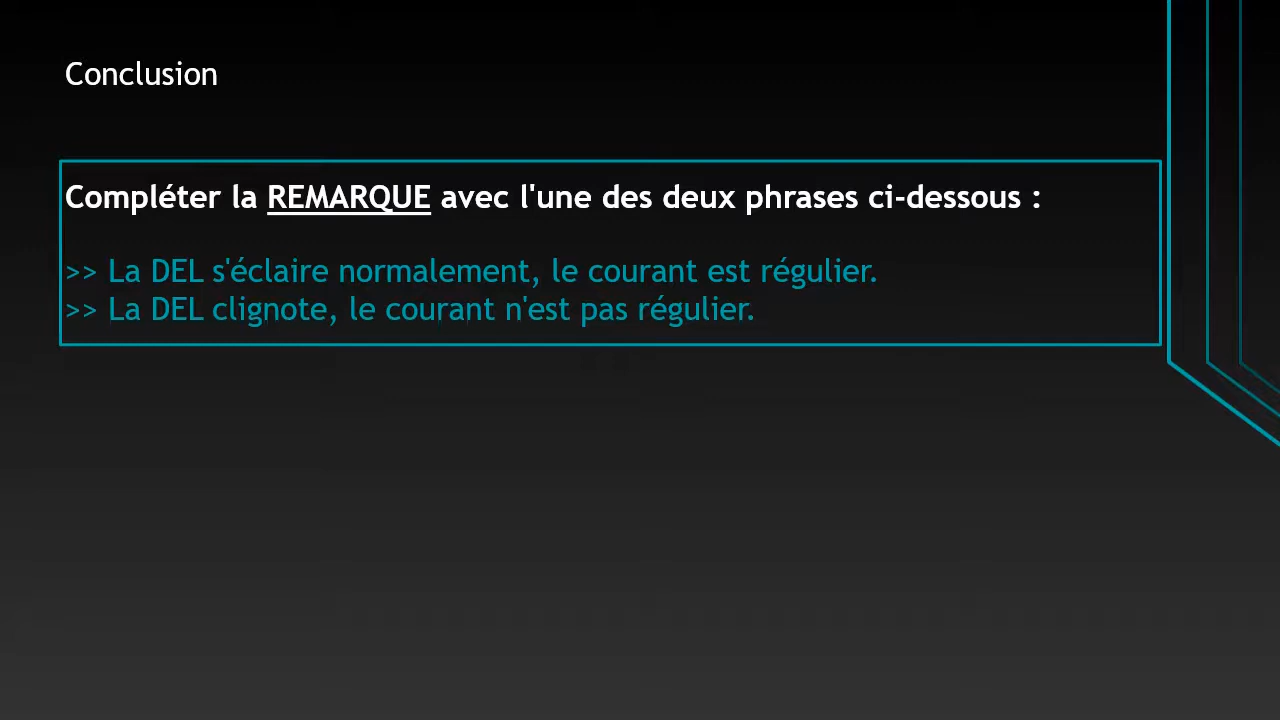 Conclusion
Compléter la REMARQUE avec l'une des deux phrases ci-dessous :
>> La DEL s'éclaire normalement, le courant est régulier.
>> La DEL clignote, le courant n'est pas régulier.